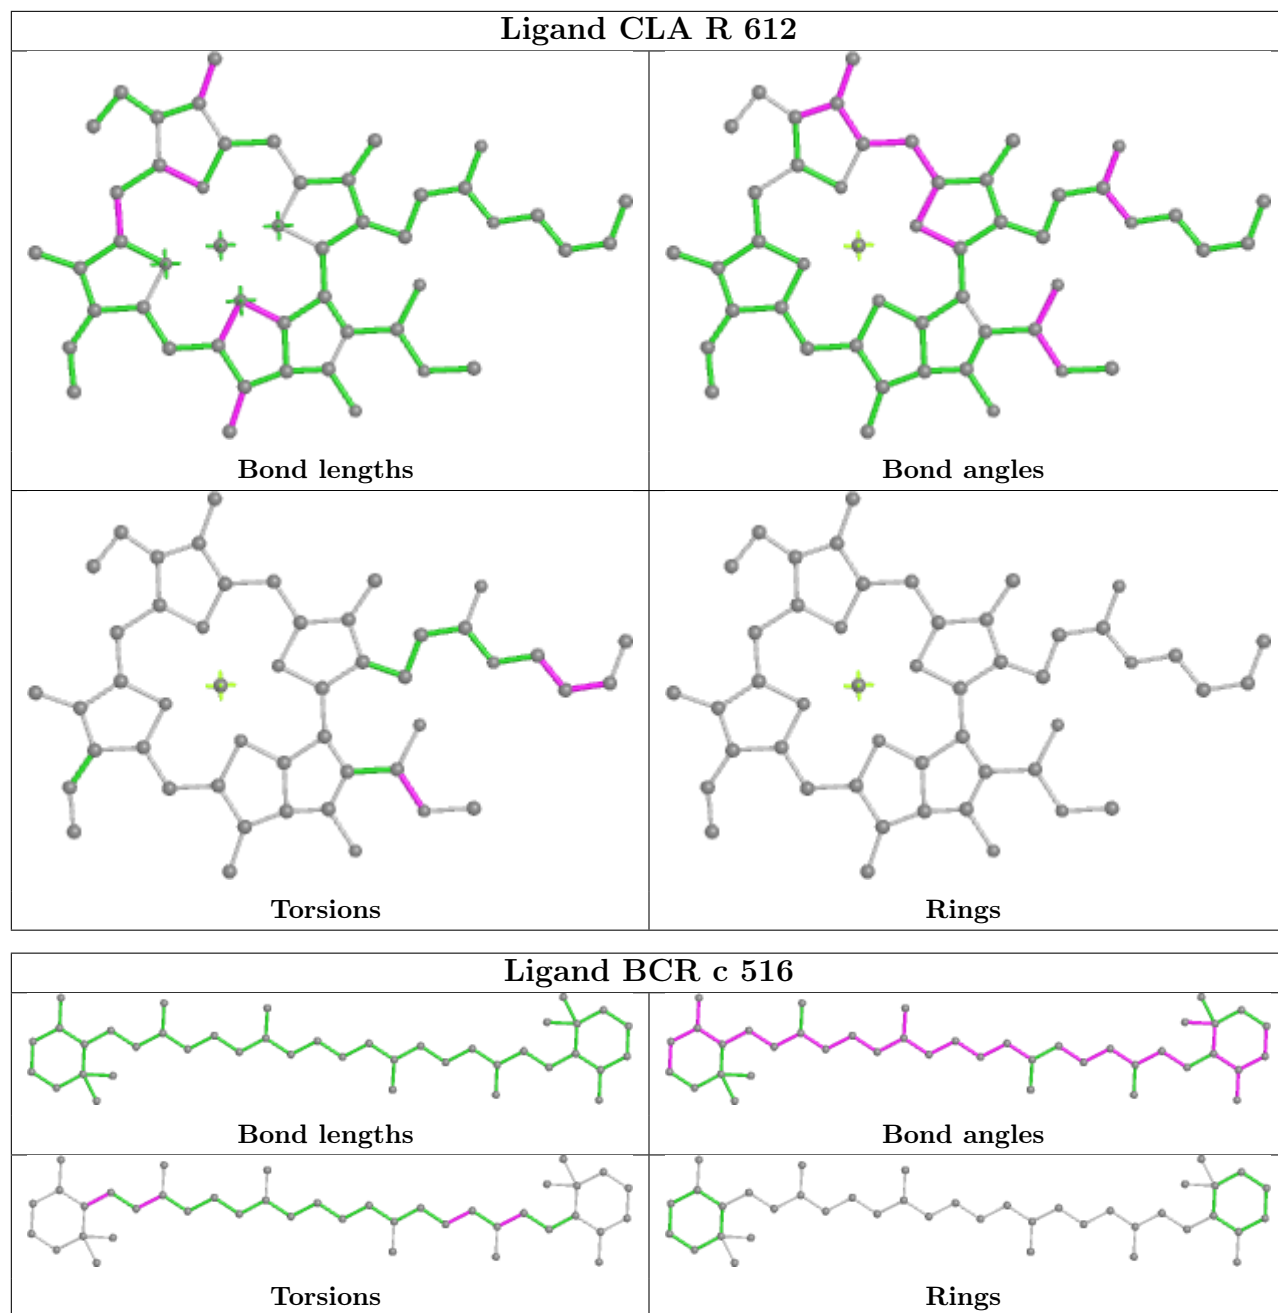 Ligand CLA R 612
Bond lengths
Bond angles
Torsions
Rings
Ligand BCR c 516
Bond lengths
Bond angles
Torsions
Rings